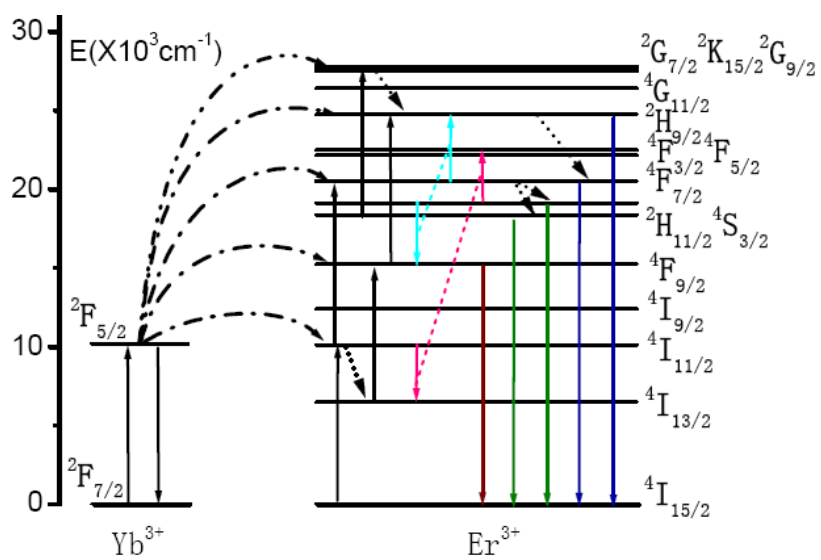 30
E(X10³cm⁻¹)
20
10
0
²F₅/₂
²F₇/₂
Yb³⁺
²G₇/₂ ²K₁₅/₂ ²G₉/₂
⁴G₁₁/₂
²H₉/₂
⁴F₃/₂ ⁴F₅/₂
⁴F₇/₂
²H₁₁/₂ ⁴S₃/₂
⁴F₉/₂
⁴I₉/₂
⁴I₁₁/₂
⁴I₁₃/₂
⁴I₁₅/₂
Er³⁺